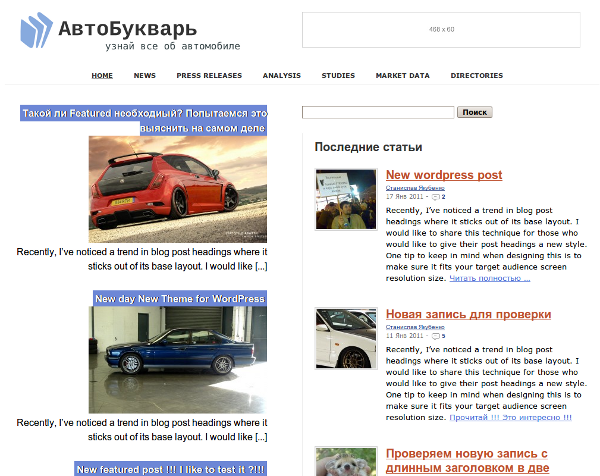 АвтоБукварь
узнай все об автомобиле
468 x 60
HOME NEWS PRESS RELEASES ANALYSIS STUDIES MARKET DATA DIRECTORIES
Такой ли Featured необходиый? Попытаемся это
выяснить на самом деле
Recently, I've noticed a trend in blog post headings where it
sticks out of its base layout. I would like [...]
New day New Theme for WordPress
Recently, I've noticed a trend in blog post headings where it
sticks out of its base layout. I would like [...]
New featured post !!! I like to test it ?!!!
Поиск
Последние статьи
New wordpress post
Станислав Якубенко
17 Янв 2011 - 2
Recently, I've noticed a trend in blog post
headings where it sticks out of its base layout. I
would like to share this technique for those who
would like to give their post headings a new style.
One tip to keep in mind when designing this is to
make sure it fits your target audience screen
resolution size. Читать полностью ...
Новая запись для проверки
Станислав Якубенко
11 Янв 2011 - 5
Recently, I've noticed a trend in blog post
headings where it sticks out of its base layout. I
would like to share this technique for those who
would like to give their post headings a new style.
One tip to keep in mind when designing this is to
make sure it fits your target audience screen
resolution size. Прочитай !!! Это интересно !!!
Проверяем новую запись с
длинным заголовком в две